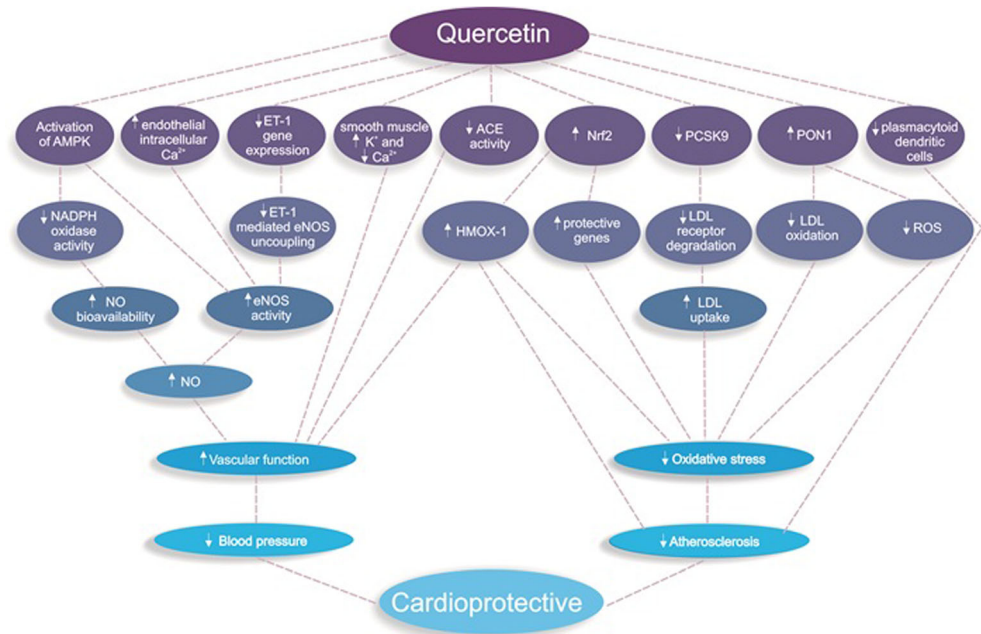 Quercetin
Activation
of AMPK
↑ endothelial
intracellular
Ca²⁺
↓ET-1
gene
expression
smooth muscle
↑ K⁺ and
↓ Ca²⁺
↓ ACE
activity
↑ Nrf2
↓PCSK9
↑PON1
↓plasmacytoid
dendritic
cells
↓NADPH
oxidase
activity
↓ET-1
mediated eNOS
uncoupling
↑ HMOX-1
↑protective
genes
↓LDL
receptor
degradation
↓ LDL
oxidation
↓ROS
↑ NO
bioavailability
↑eNOS
activity
↑ LDL
uptake
↑ NO
↑Vascular function
↓ Oxidative stress
↓ Blood pressure
↓ Atherosclerosis
Cardioprotective